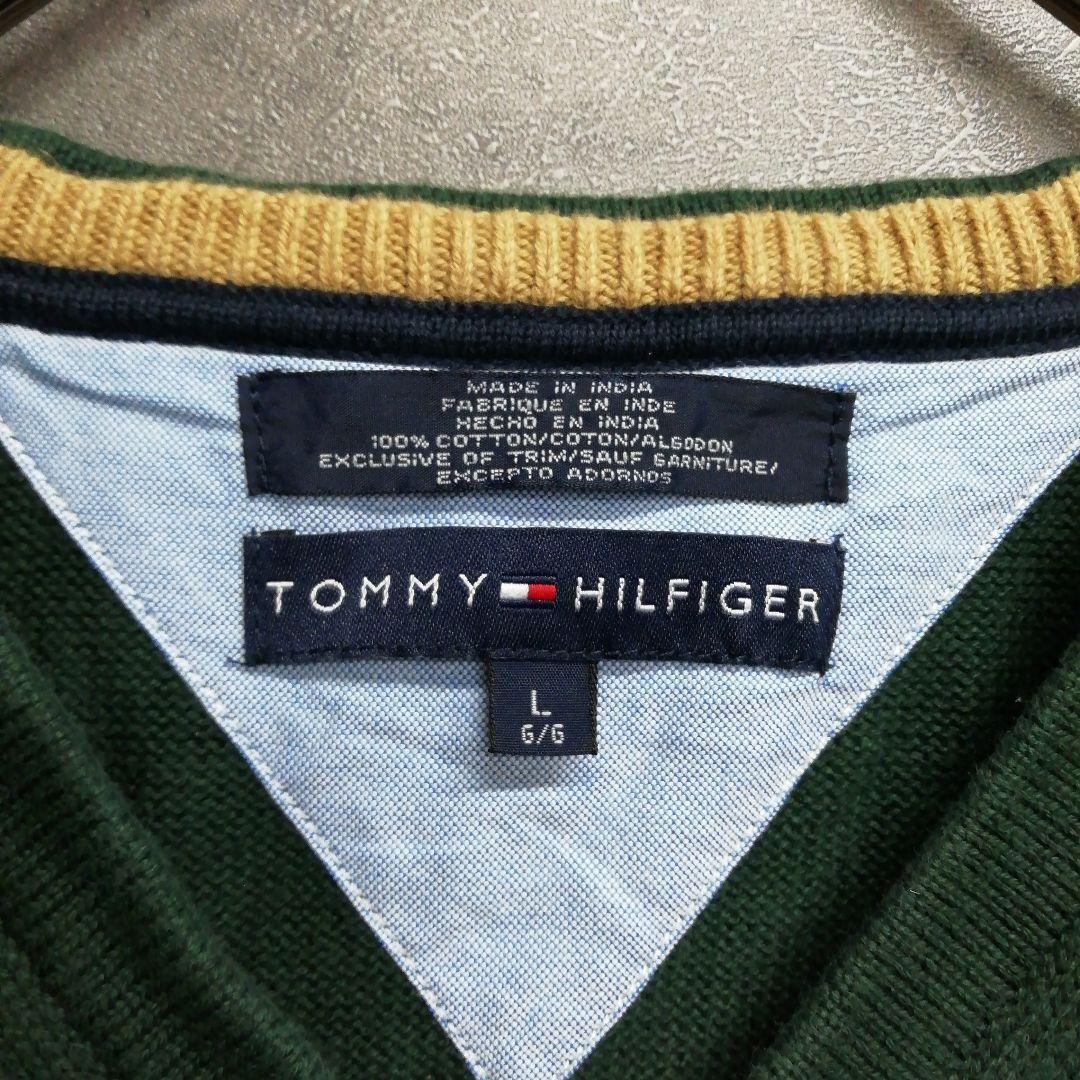 MADE IN INDIA
FABRIQUE EN INDE
HECHO EN INDIA
100% COTTON/COTON/ALGODON
EXCLUSIVE OF TRIM/SAUF GARNITURE/
EXCEPTO ADORNOS
TOMMY HILFIGER
L
G/G